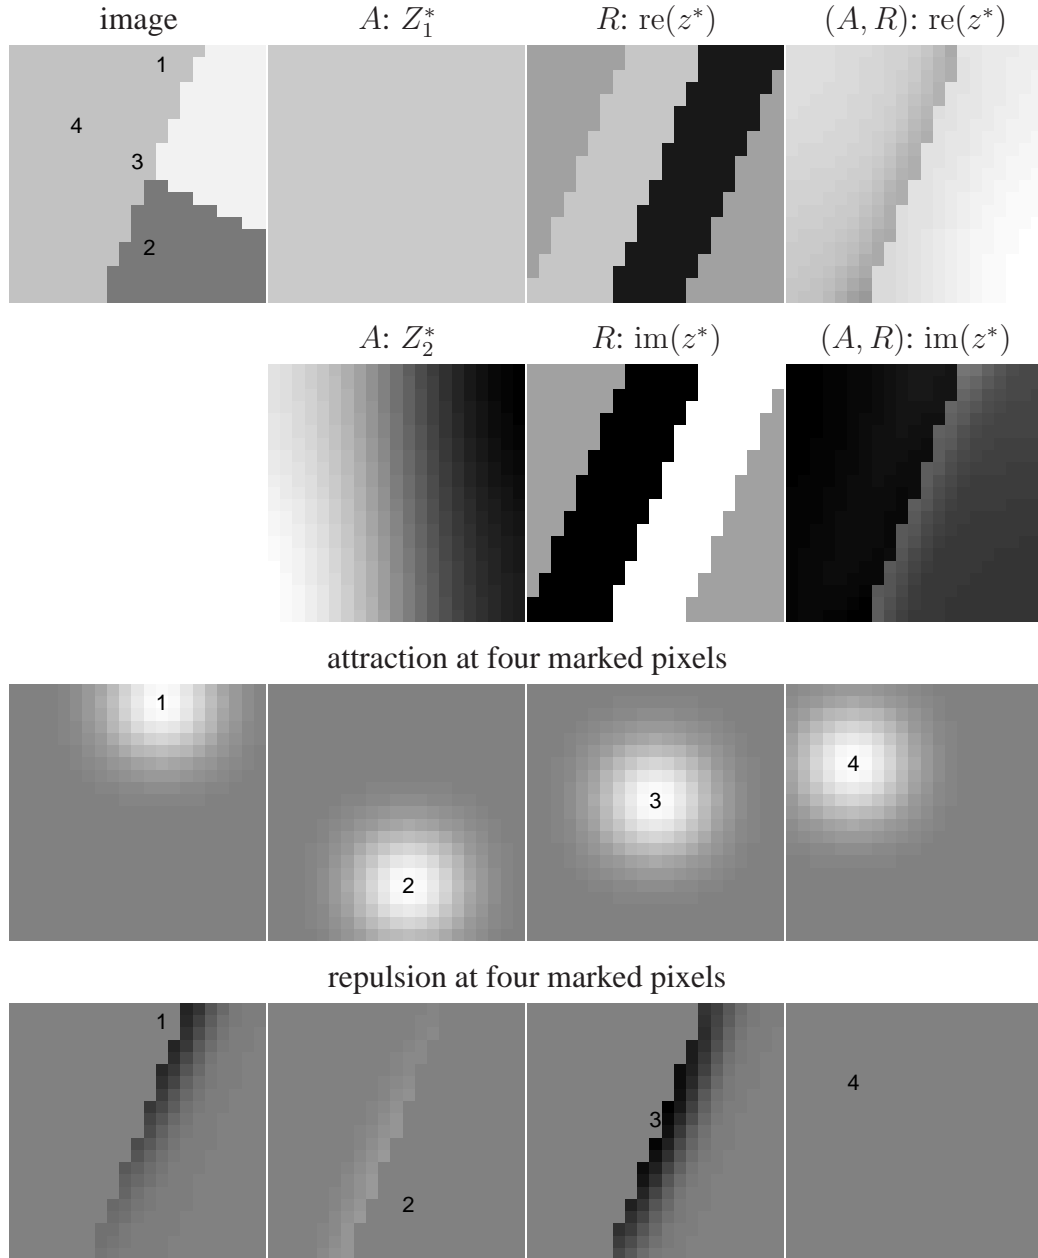 image
A: Z₁*
R: re(z*)
(A, R): re(z*)
1
4
3
2
A: Z₂*
R: im(z*)
(A, R): im(z*)
attraction at four marked pixels
1
2
3
4
repulsion at four marked pixels
1
2
3
4